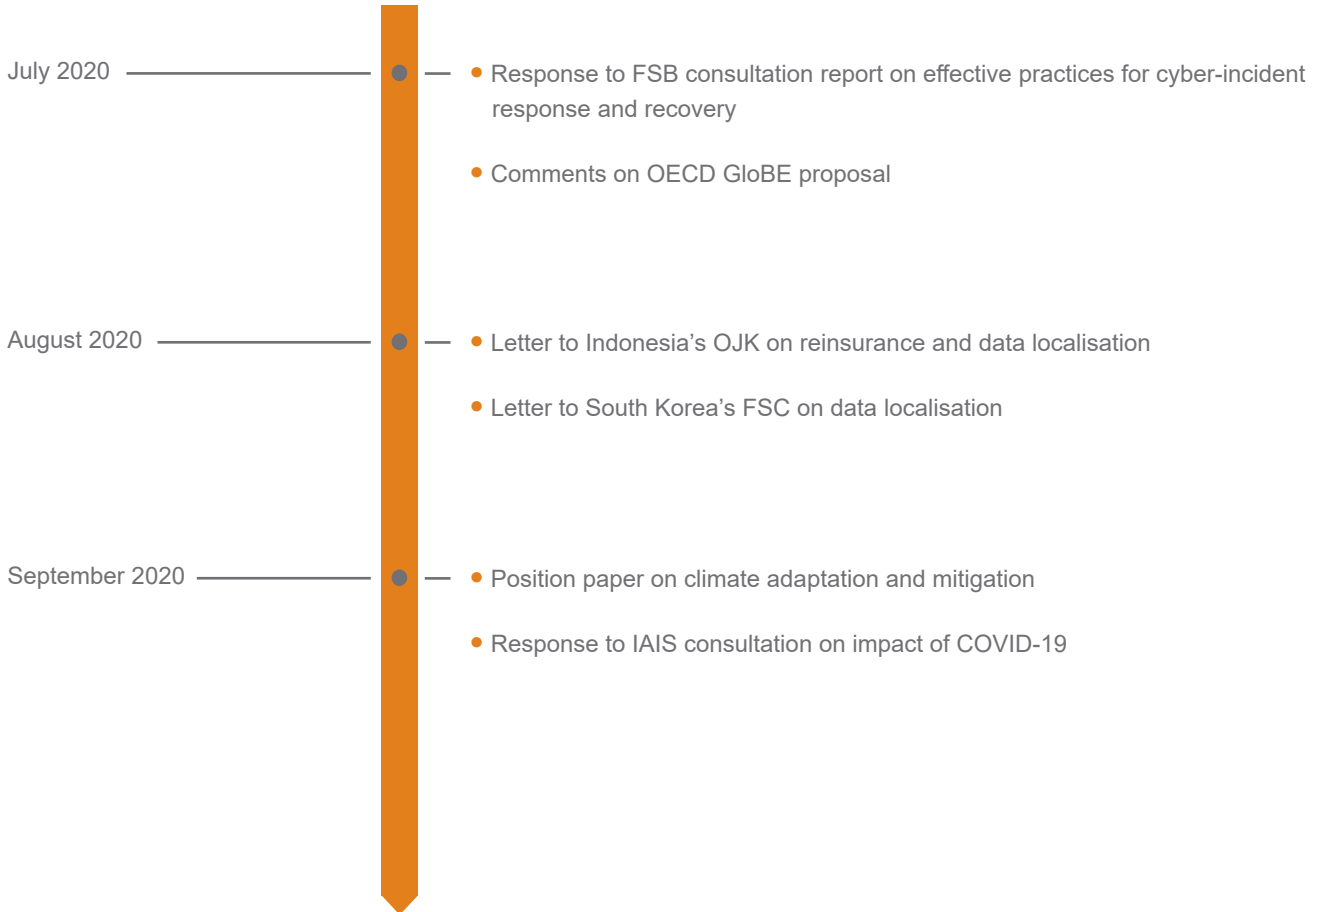 July 2020
• Response to FSB consultation report on effective practices for cyber-incident
response and recovery
• Comments on OECD GloBE proposal
August 2020
• Letter to Indonesia’s OJK on reinsurance and data localisation
• Letter to South Korea’s FSC on data localisation
September 2020
• Position paper on climate adaptation and mitigation
• Response to IAIS consultation on impact of COVID-19